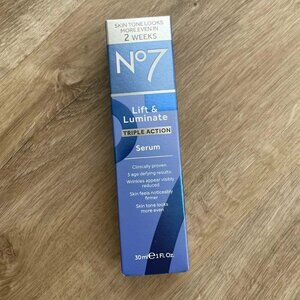 SKIN TONE LOOKS
MORE EVEN IN
2 WEEKS
No7
Lift &
Luminate
TRIPLE ACTION
Serum
Clinically proven
3 age defying results:
Wrinkles appear visibly
reduced
Skin feels noticeably
firmer
Skin tone looks
more even
30ml℮1 Fl. Oz.